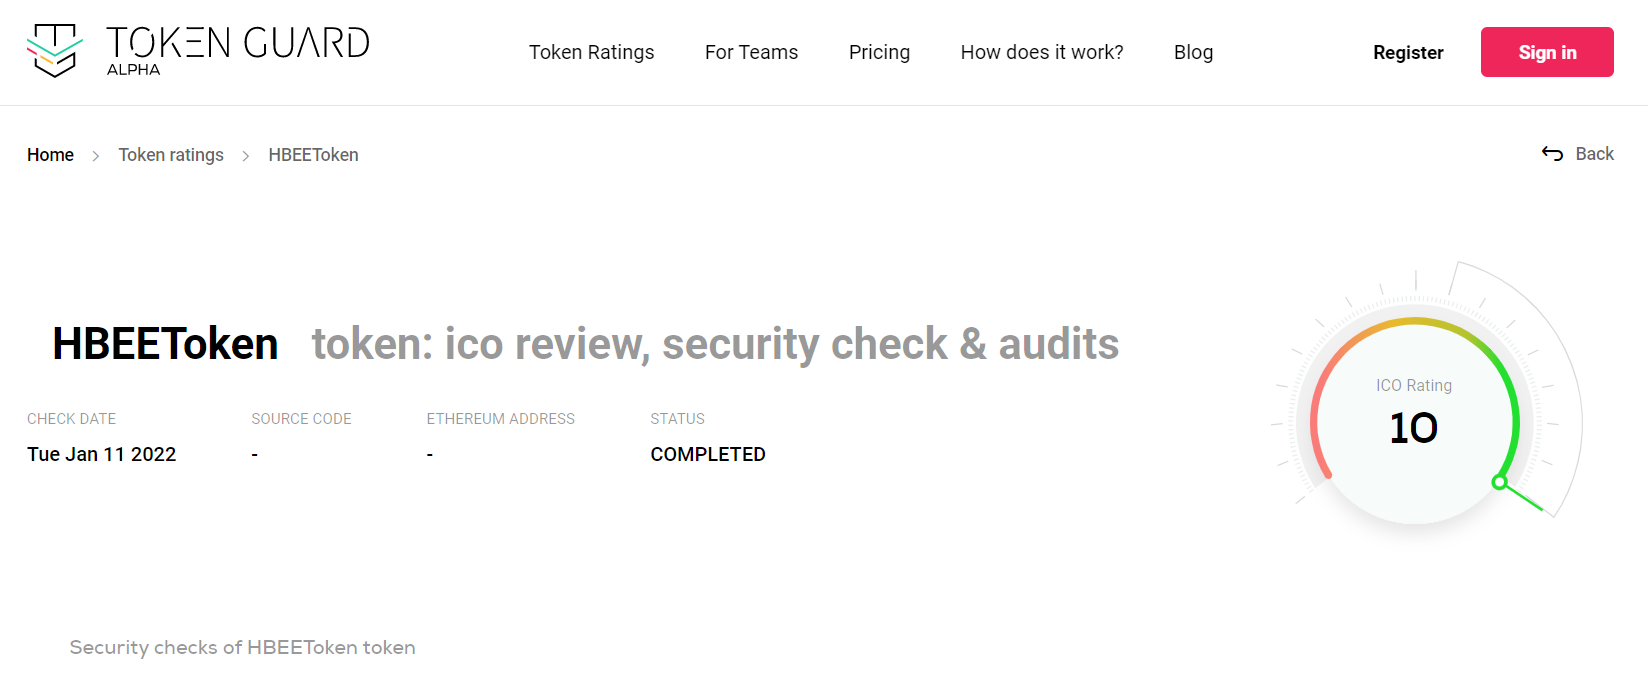 TOKEN GUARD
ALPHA
Token Ratings For Teams Pricing How does it work? Blog Register Sign in
Home > Token ratings > HBEEToken
Back
HBEEToken token: ico review, security check & audits
ICO Rating
10
CHECK DATE SOURCE CODE ETHEREUM ADDRESS STATUS
Tue Jan 11 2022 - - COMPLETED
Security checks of HBEEToken token